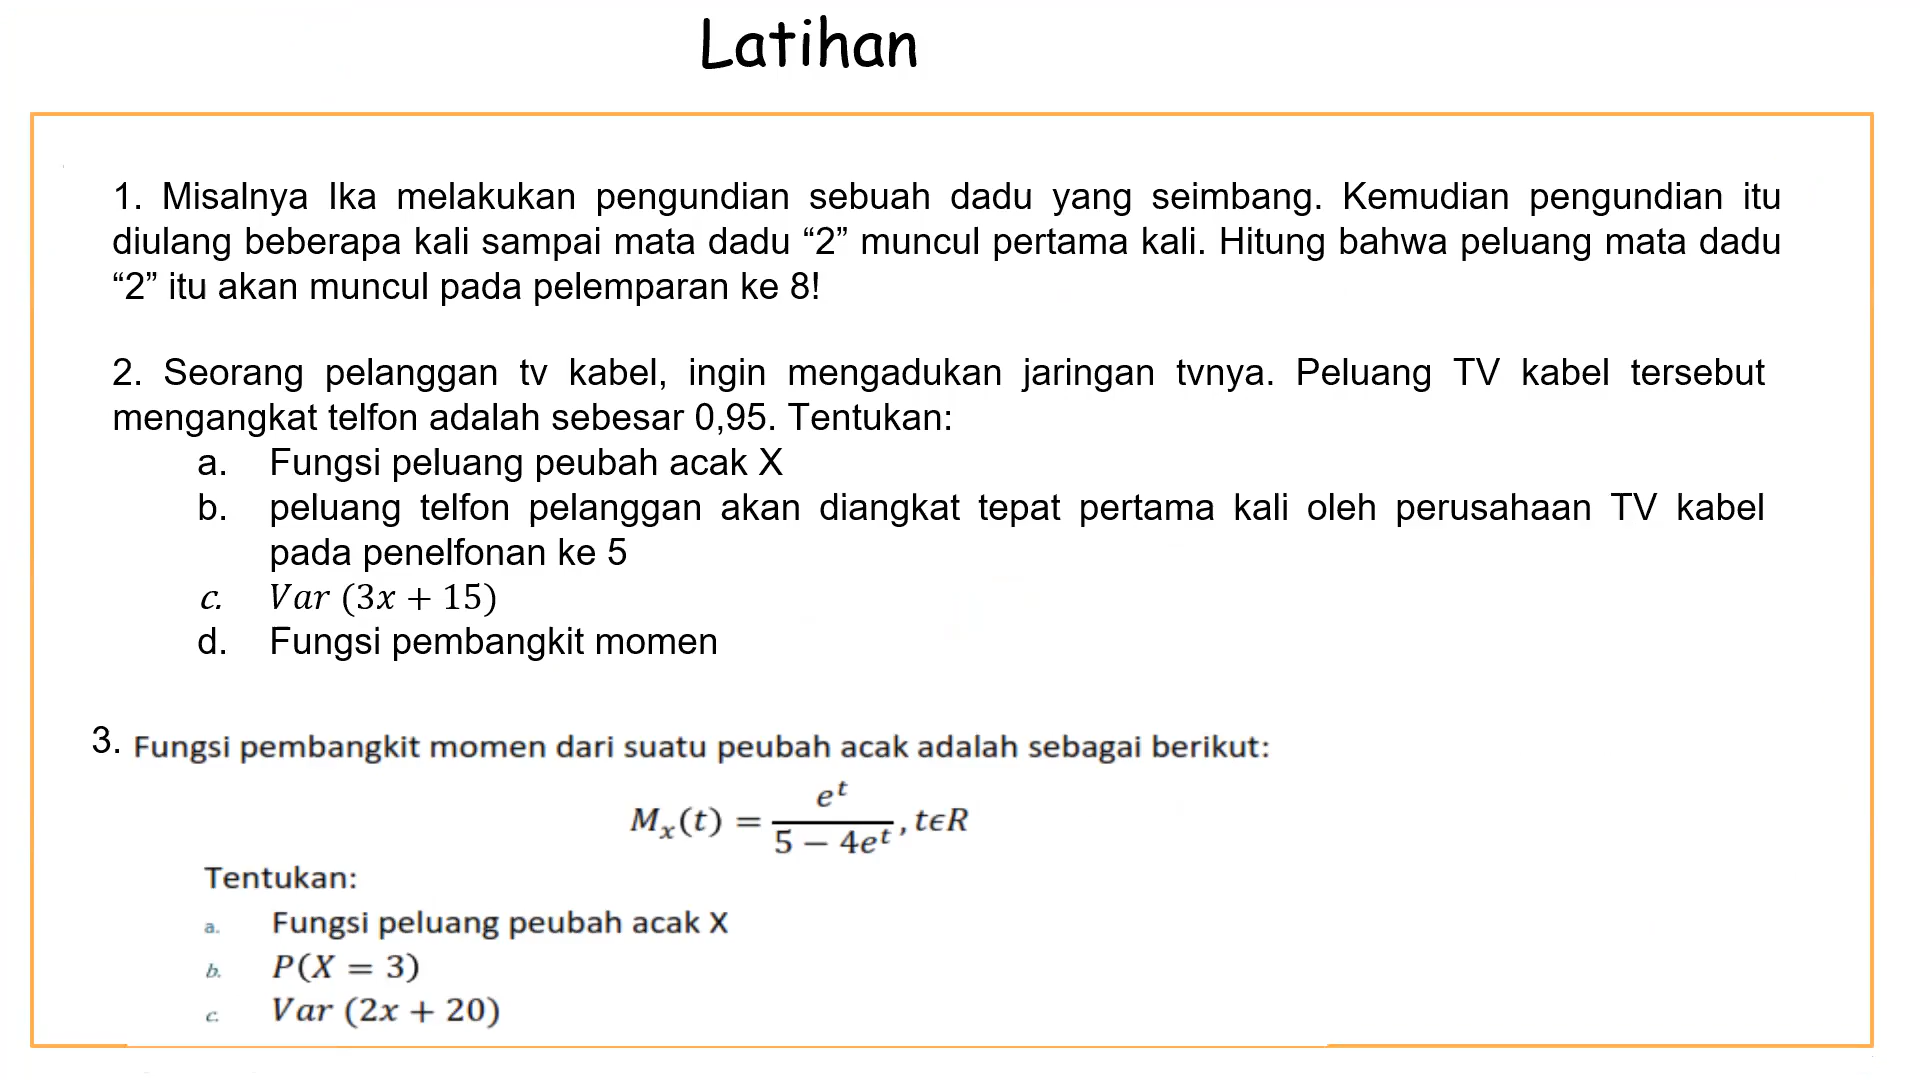 Latihan
1. Misalnya Ika melakukan pengundian sebuah dadu yang seimbang. Kemudian pengundian itu
diulang beberapa kali sampai mata dadu “2” muncul pertama kali. Hitung bahwa peluang mata dadu
“2” itu akan muncul pada pelemparan ke 8!
2. Seorang pelanggan tv kabel, ingin mengadukan jaringan tvnya. Peluang TV kabel tersebut
mengangkat telfon adalah sebesar 0,95. Tentukan:
a. Fungsi peluang peubah acak X
b. peluang telfon pelanggan akan diangkat tepat pertama kali oleh perusahaan TV kabel
pada penelfonan ke 5
c. Var (3x + 15)
d. Fungsi pembangkit momen
3. Fungsi pembangkit momen dari suatu peubah acak adalah sebagai berikut:
Mₓ(t) = eᵗ / (5 − 4eᵗ), tϵR
Tentukan:
a. Fungsi peluang peubah acak X
b. P(X = 3)
c. Var (2x + 20)